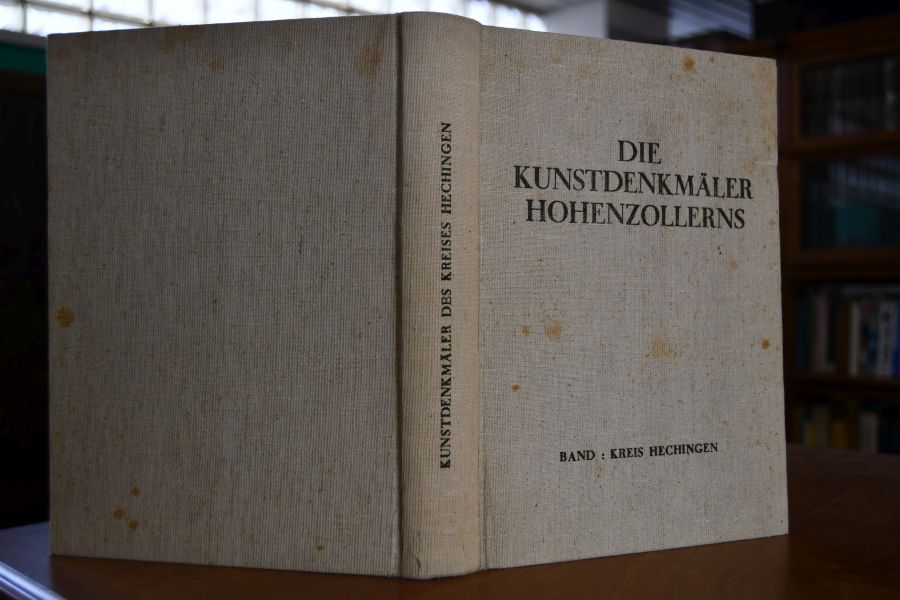 KUNSTDENKMÄLER DES KREISES HECHINGEN
DIE
KUNSTDENKMÄLER
HOHENZOLLERNS
BAND : KREIS HECHINGEN